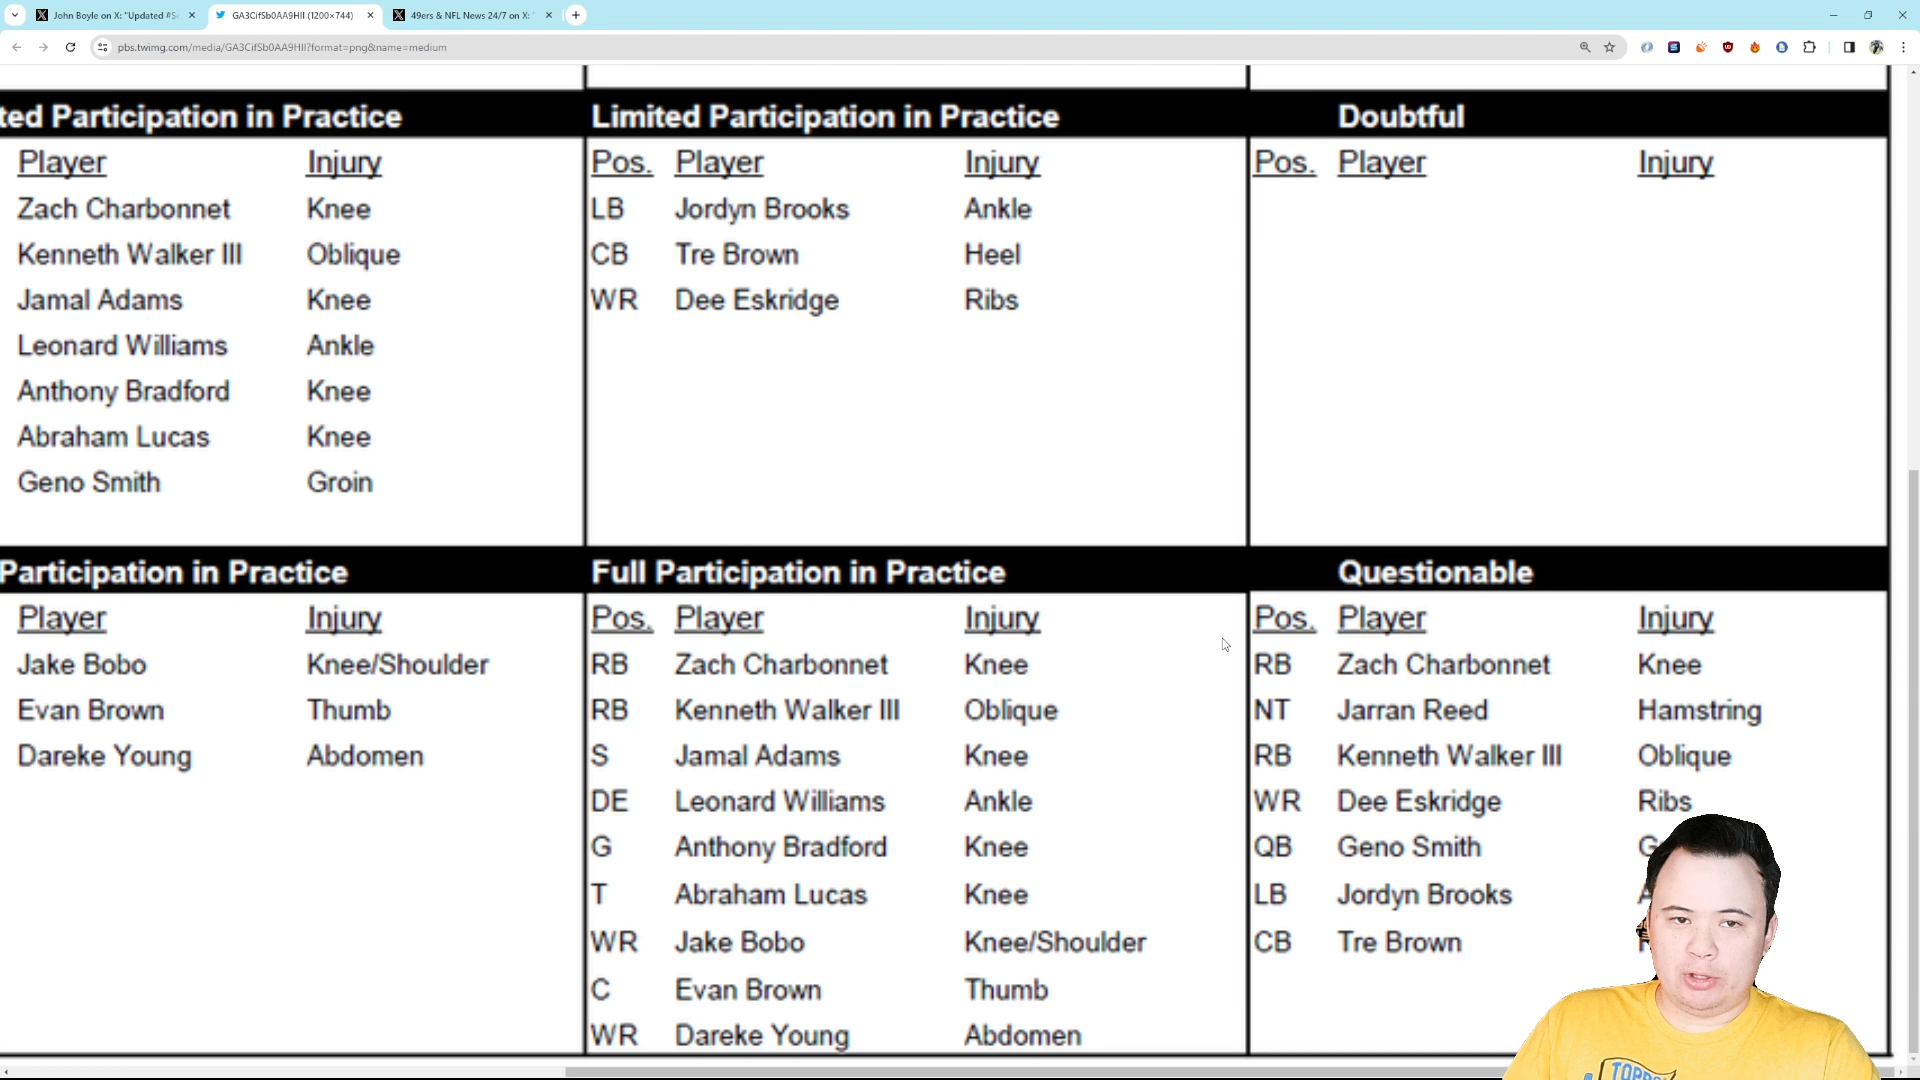 John Boyle on X: "Updated #S
GA3CifSb0AA9HII (1200×744)
49ers & NFL News 24/7 on X: "
pbs.twimg.com/media/GA3CifSb0AA9HII?format=png&name=medium
ted Participation in Practice
Player Injury
Zach Charbonnet Knee
Kenneth Walker III Oblique
Jamal Adams Knee
Leonard Williams Ankle
Anthony Bradford Knee
Abraham Lucas Knee
Geno Smith Groin
Participation in Practice
Player Injury
Jake Bobo Knee/Shoulder
Evan Brown Thumb
Dareke Young Abdomen
Limited Participation in Practice
Pos. Player Injury
LB Jordyn Brooks Ankle
CB Tre Brown Heel
WR Dee Eskridge Ribs
Full Participation in Practice
Pos. Player Injury
RB Zach Charbonnet Knee
RB Kenneth Walker III Oblique
S Jamal Adams Knee
DE Leonard Williams Ankle
G Anthony Bradford Knee
T Abraham Lucas Knee
WR Jake Bobo Knee/Shoulder
C Evan Brown Thumb
WR Dareke Young Abdomen
Doubtful
Pos. Player Injury
Questionable
Pos. Player Injury
RB Zach Charbonnet Knee
NT Jarran Reed Hamstring
RB Kenneth Walker III Oblique
WR Dee Eskridge Ribs
QB Geno Smith
LB Jordyn Brooks
CB Tre Brown